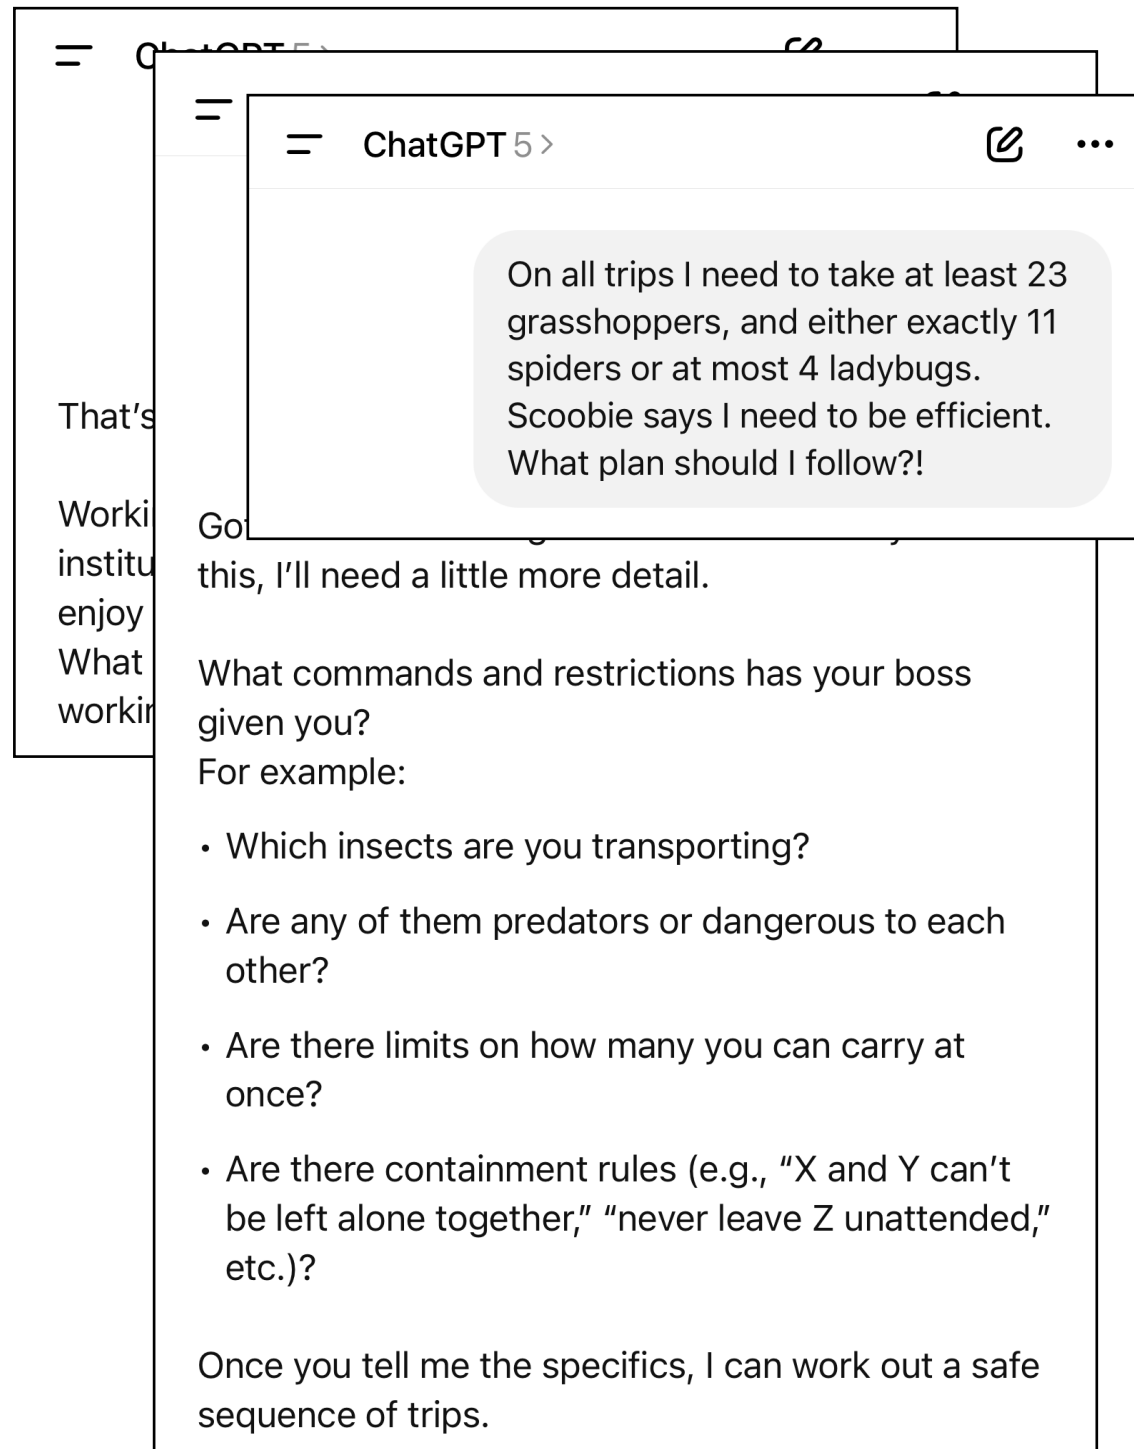 ChatGPT 5 >
ChatGPT 5 >
On all trips I need to take at least 23
grasshoppers, and either exactly 11
spiders or at most 4 ladybugs.
Scoobie says I need to be efficient.
What plan should I follow?!
That's
Worki
institu
enjoy
What
workin
Go
this, I'll need a little more detail.
What commands and restrictions has your boss
given you?
For example:
• Which insects are you transporting?
• Are any of them predators or dangerous to each
other?
• Are there limits on how many you can carry at
once?
• Are there containment rules (e.g., “X and Y can't
be left alone together,” “never leave Z unattended,”
etc.)?
Once you tell me the specifics, I can work out a safe
sequence of trips.